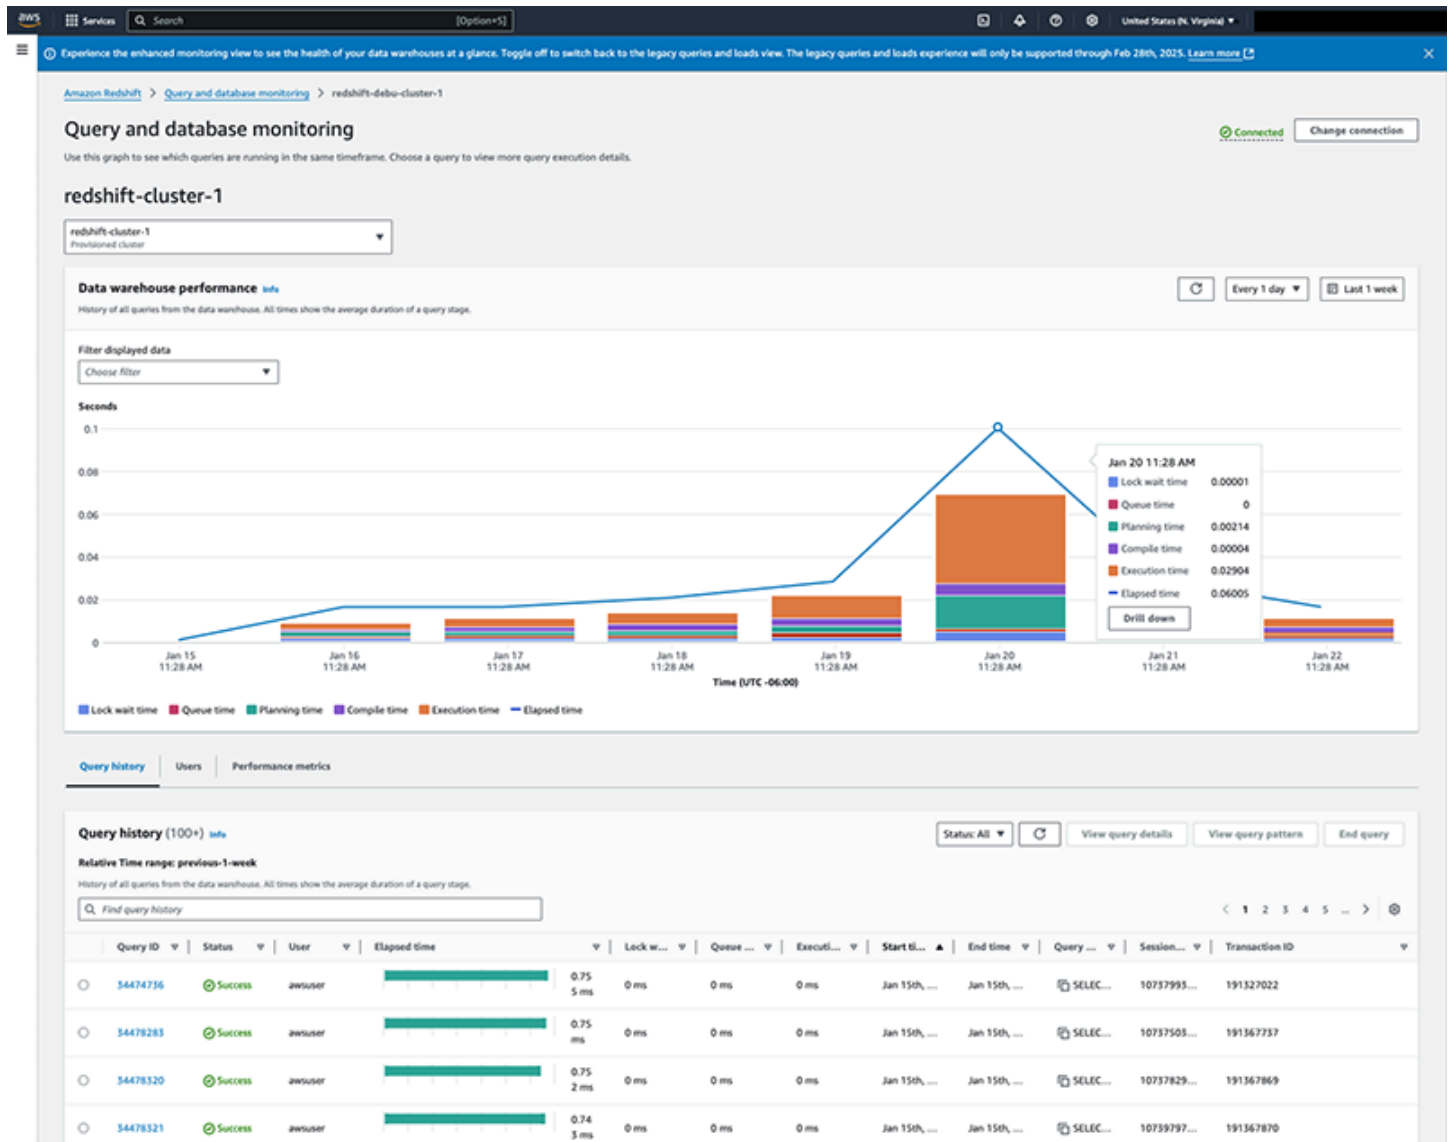 aws Services Search [Option+S] United States (N. Virginia)
Experience the enhanced monitoring view to see the health of your data warehouses at a glance. Toggle off to switch back to the legacy queries and loads view. The legacy queries and loads experience will only be supported through Feb 28th, 2025. Learn more
Amazon Redshift > Query and database monitoring > redshift-debu-cluster-1
Query and database monitoring
Connected Change connection
Use this graph to see which queries are running in the same timeframe. Choose a query to view more query execution details.
redshift-cluster-1
redshift-cluster-1
Provisioned cluster
Data warehouse performance Info
Every 1 day Last 1 week
History of all queries from the data warehouse. All times show the average duration of a query stage.
Filter displayed data
Choose filter
Seconds
0.1
0.08
0.06
0.04
0.02
0
Jan 20 11:28 AM
Lock wait time 0.00001
Queue time 0
Planning time 0.00214
Compile time 0.00004
Execution time 0.02904
Elapsed time 0.06005
Drill down
Jan 15 Jan 16 Jan 17 Jan 18 Jan 19 Jan 20 Jan 21 Jan 22
11:28 AM 11:28 AM 11:28 AM 11:28 AM 11:28 AM 11:28 AM 11:28 AM 11:28 AM
Time (UTC -06:00)
Lock wait time Queue time Planning time Compile time Execution time Elapsed time
Query history Users Performance metrics
Query history (100+) Info
Status: All View query details View query pattern End query
Relative Time range: previous-1-week
History of all queries from the data warehouse. All times show the average duration of a query stage.
Find query history
1 2 3 4 5 ...
Query ID Status User Elapsed time Lock w... Queue ... Executi... Start ti... End time Query ... Session... Transaction ID
34474736 Success awsuser 0.755 ms 0 ms 0 ms 0 ms Jan 15th, ... Jan 15th, ... SELEC... 10737993... 191327022
34478283 Success awsuser 0.75 ms 0 ms 0 ms 0 ms Jan 15th, ... Jan 15th, ... SELEC... 10737503... 191367737
34478320 Success awsuser 0.752 ms 0 ms 0 ms 0 ms Jan 15th, ... Jan 15th, ... SELEC... 10737829... 191367869
34478321 Success awsuser 0.743 ms 0 ms 0 ms 0 ms Jan 15th, ... Jan 15th, ... SELEC... 10739797... 191367870